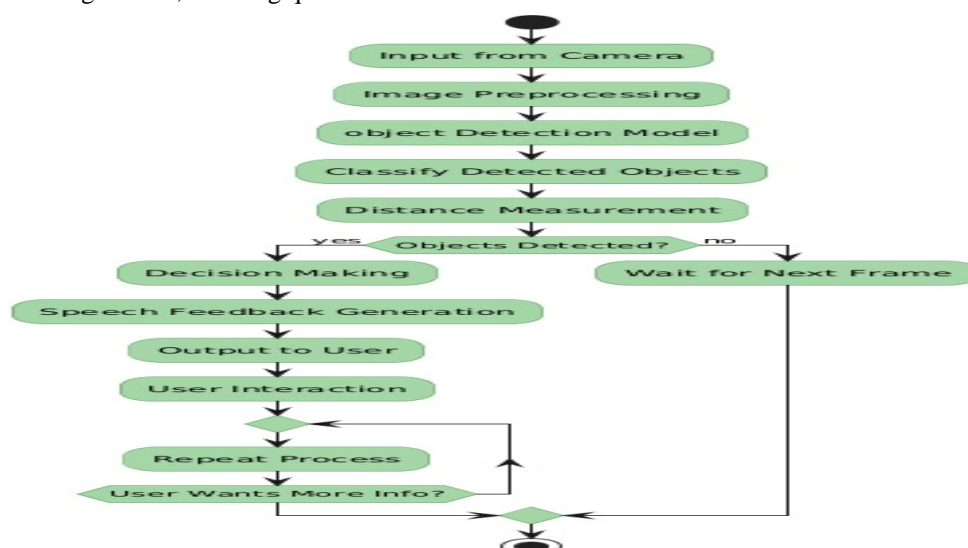 Input from Camera
Image Preprocessing
object Detection Model
Classify Detected Objects
Distance Measurement
Objects Detected?
yes
no
Decision Making
Wait for Next Frame
Speech Feedback Generation
Output to User
User Interaction
Repeat Process
User Wants More Info?